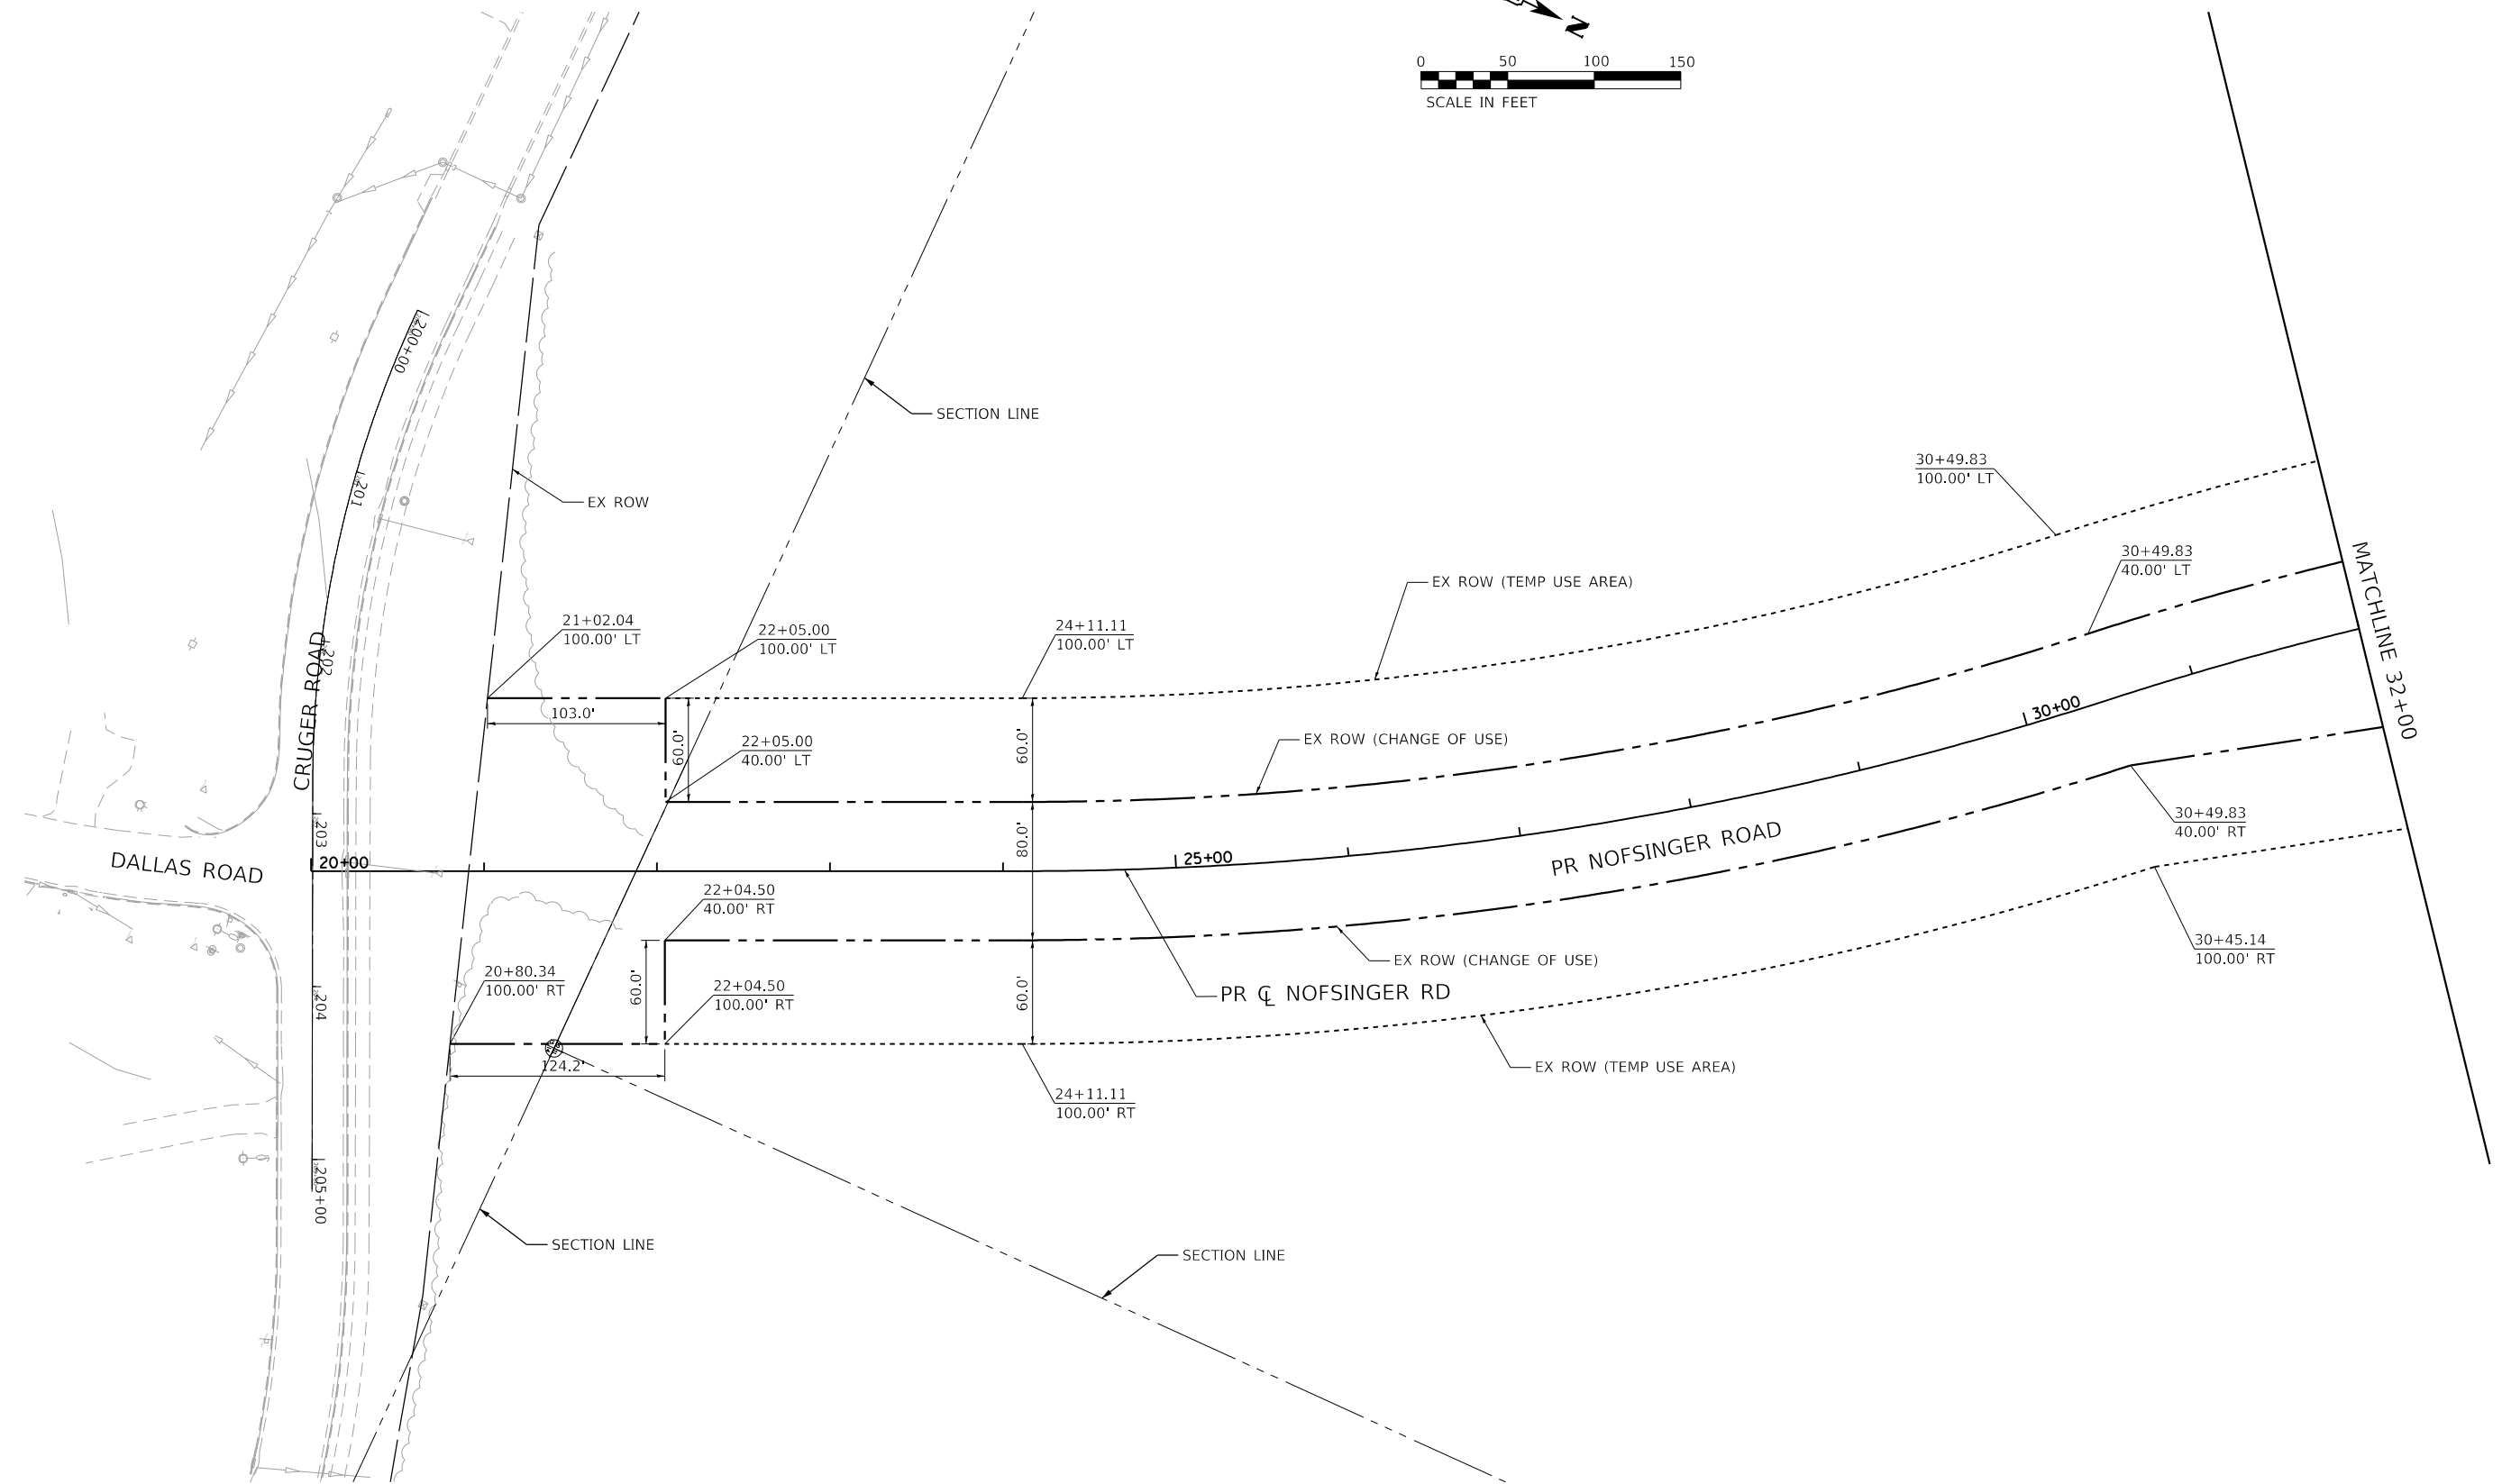 N
0 50 100 150
SCALE IN FEET
200+00
SECTION LINE
30+49.83
100.00' LT
201
EX ROW
30+49.83
40.00' LT
EX ROW (TEMP USE AREA)
MATCHLINE 32+00
21+02.04
100.00' LT
22+05.00
100.00' LT
24+11.11
100.00' LT
202
CRUGER ROAD
103.0'
60.0'
60.0'
22+05.00
40.00' LT
EX ROW (CHANGE OF USE)
30+00
203
80.0'
30+49.83
40.00' RT
DALLAS ROAD
20+00
25+00
PR NOFSINGER ROAD
22+04.50
40.00' RT
30+45.14
100.00' RT
EX ROW (CHANGE OF USE)
20+80.34
100.00' RT
60.0'
22+04.50
100.00' RT
60.0'
PR ℄ NOFSINGER RD
204
124.2'
EX ROW (TEMP USE AREA)
24+11.11
100.00' RT
205+00
SECTION LINE
SECTION LINE